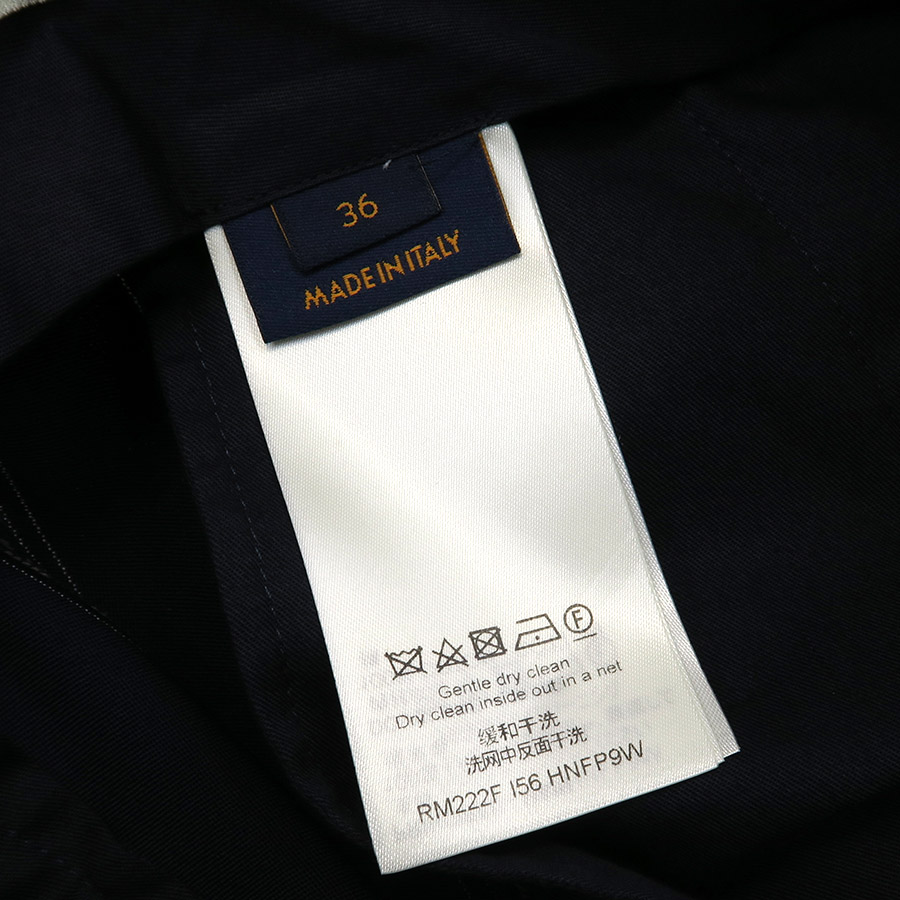 36
MADE IN ITALY
F
Gentle dry clean
Dry clean inside out in a net
缓和干洗
洗网中反面干洗
RM222F I56 HNFP9W